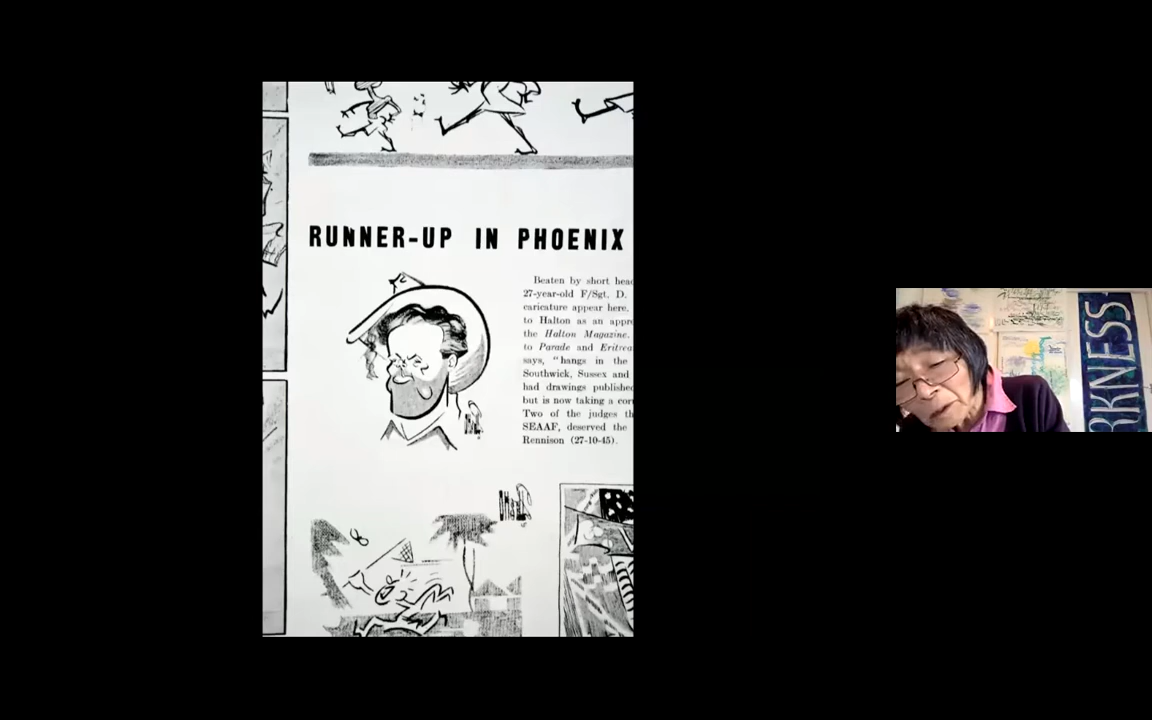 RUNNER-UP IN PHOENIX
Beaten by short head
27-year-old F/Sgt. D.
caricature appear here.
to Halton as an appre
the Halton Magazine.
to Parade and Eritrea
says, "hangs in the
Southwick, Sussex and
had drawings published
but is now taking a cor
Two of the judges th
SEAAF, deserved the
Rennison (27-10-45).
RKNESS